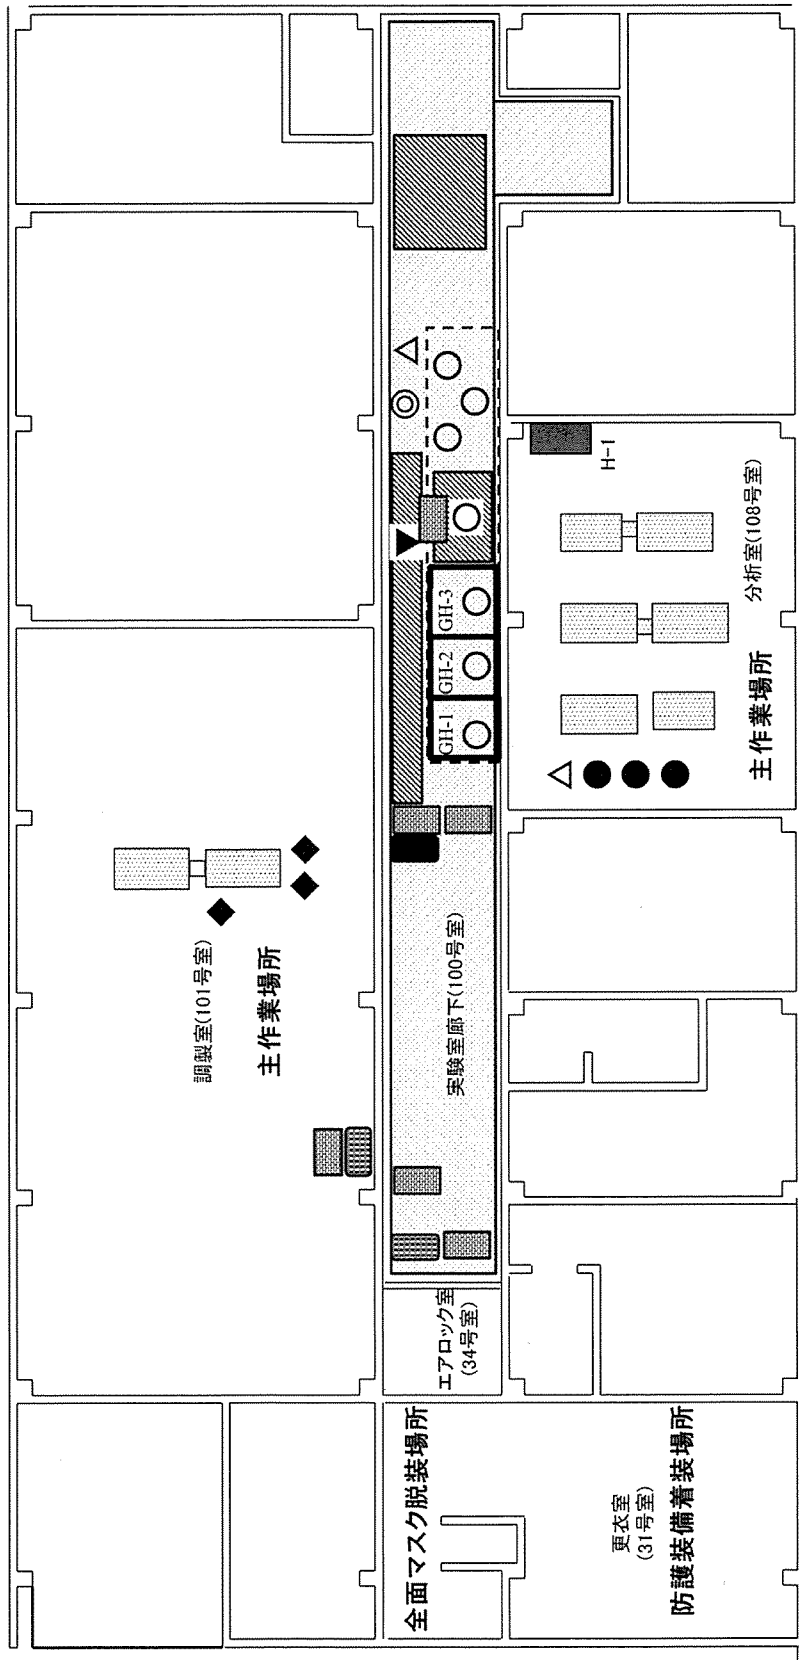 H-1
分析室(108号室)
主作業場所
GH-3
GH-2
GH-1
調製室(101号室)
主作業場所
実験室廊下(100号室)
エアロック室
(34号室)
全面マスク脱装場所
更衣室
(31号室)
防護装備着装場所